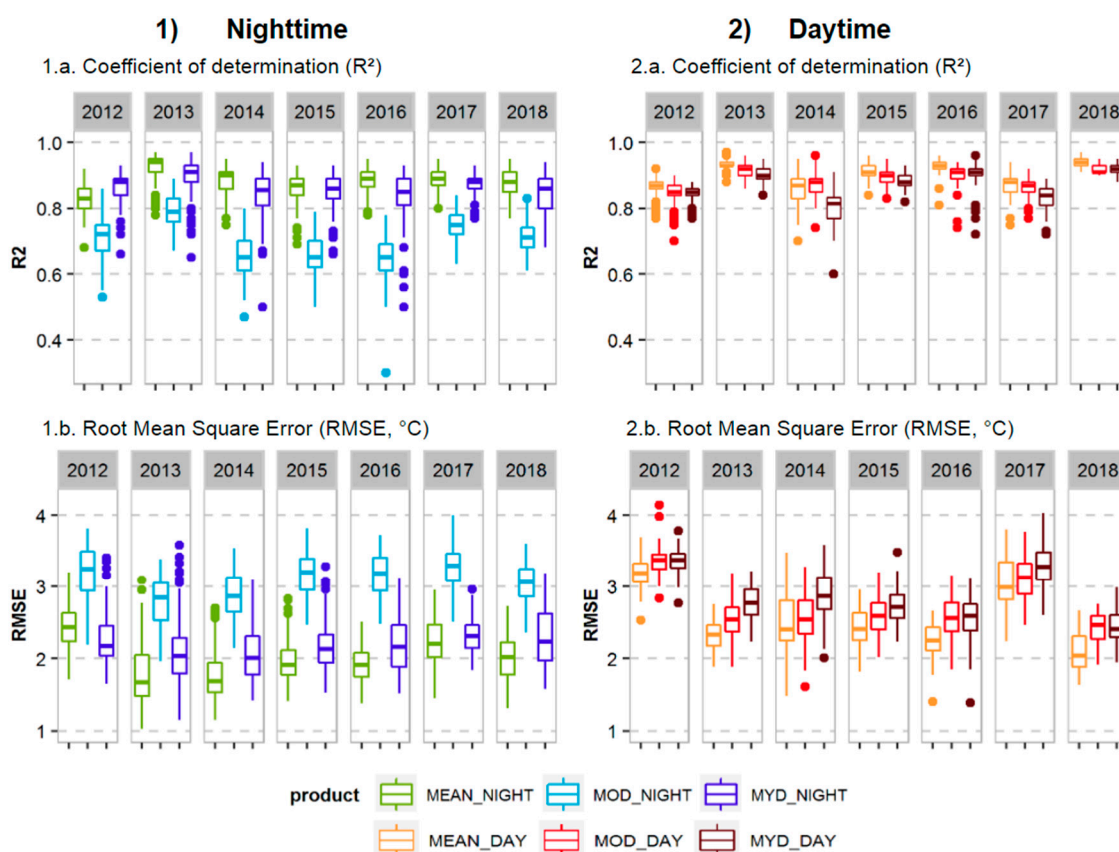 1) Nighttime
2) Daytime
1.a. Coefficient of determination (R²)
2.a. Coefficient of determination (R²)
2012 2013 2014 2015 2016 2017 2018
2012 2013 2014 2015 2016 2017 2018
1.0
0.8
0.6
0.4
R2
1.0
0.8
0.6
0.4
R2
1.b. Root Mean Square Error (RMSE, °C)
2.b. Root Mean Square Error (RMSE, °C)
2012 2013 2014 2015 2016 2017 2018
2012 2013 2014 2015 2016 2017 2018
4
3
2
1
RMSE
4
3
2
1
RMSE
product
MEAN_NIGHT MOD_NIGHT MYD_NIGHT
MEAN_DAY MOD_DAY MYD_DAY